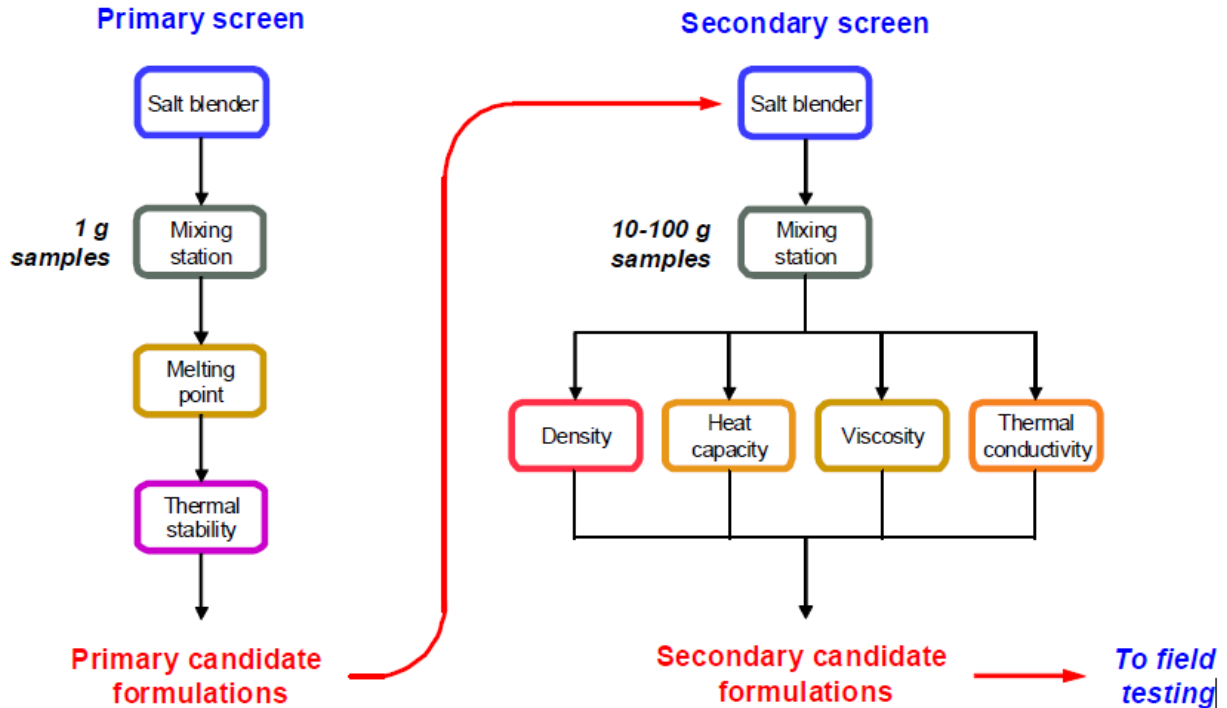 Primary screen
Salt blender
1 g
samples
Mixing
station
Melting
point
Thermal
stability
Primary candidate
formulations
Secondary screen
Salt blender
10-100 g
samples
Mixing
station
Density
Heat
capacity
Viscosity
Thermal
conductivity
Secondary candidate
formulations
To field
testing